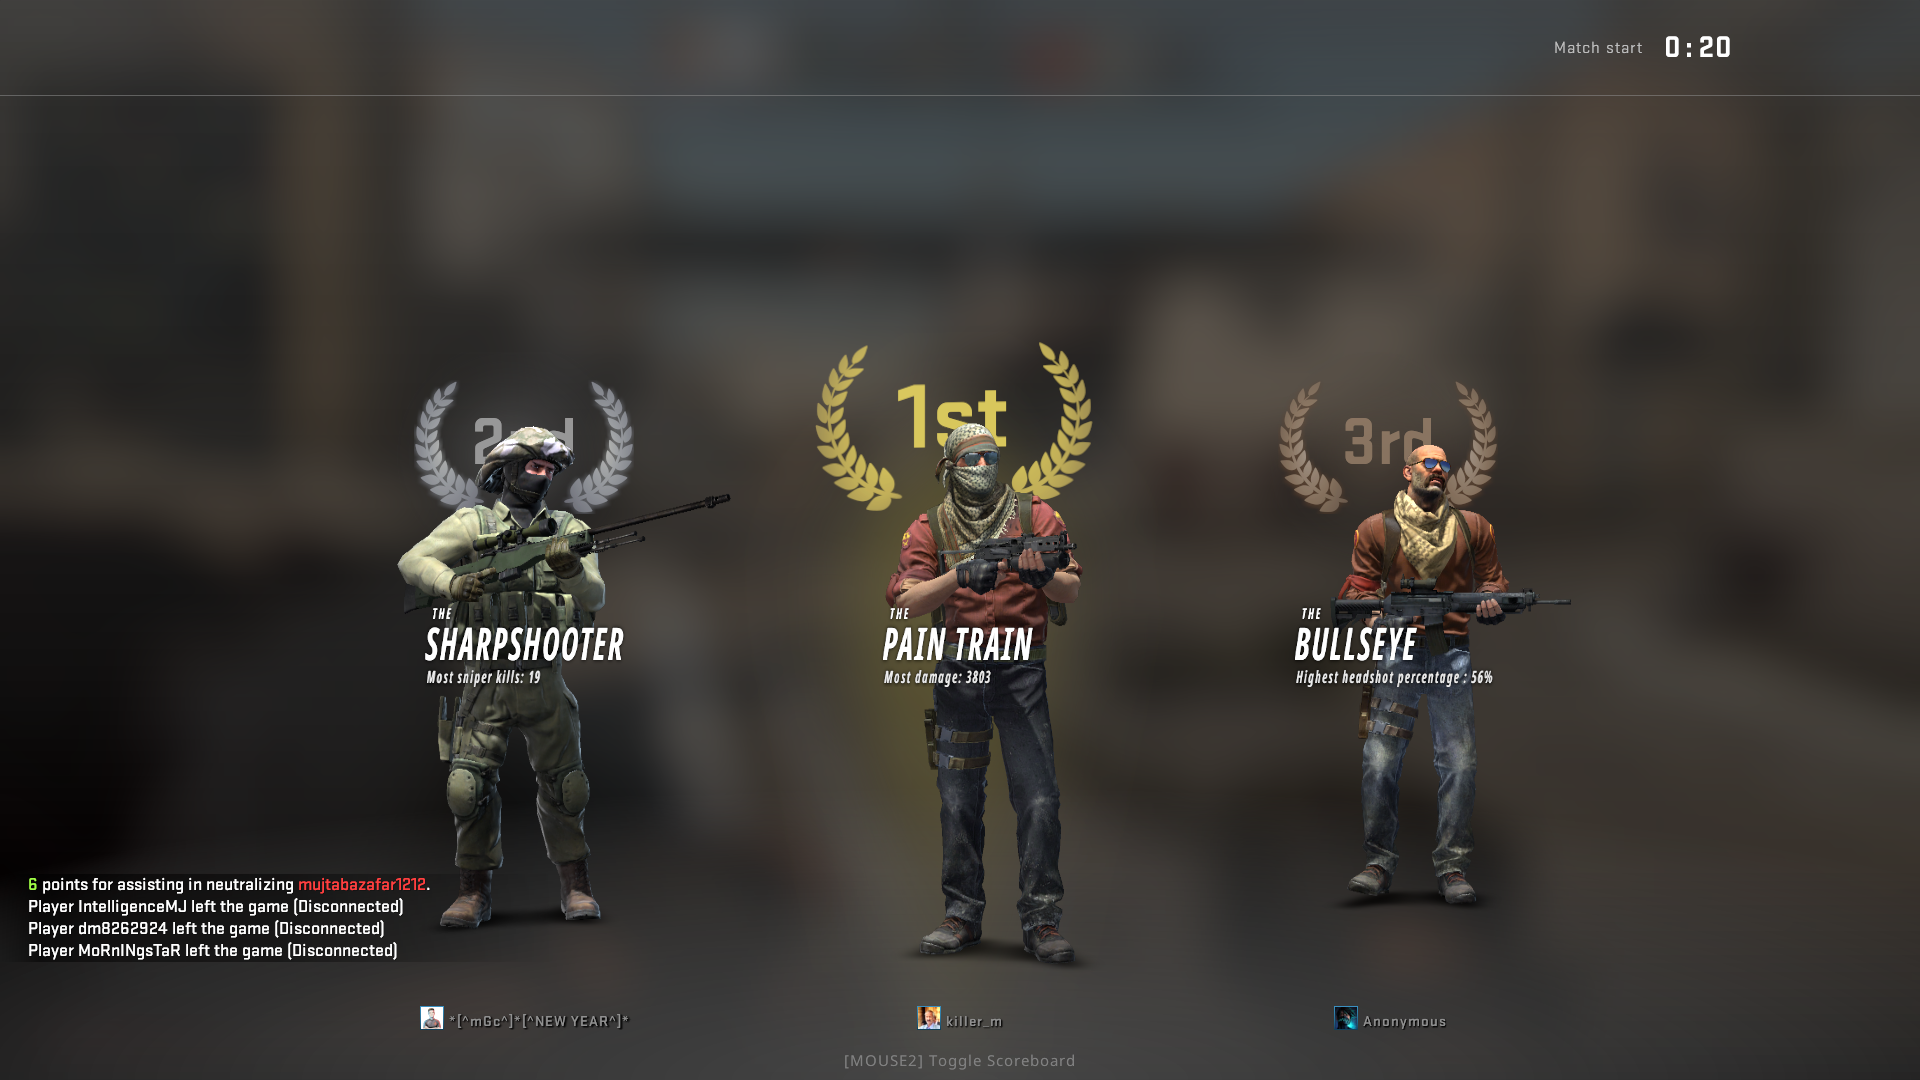 Match start 0:20
2nd
1st
3rd
THE
SHARPSHOOTER
Most sniper kills: 19
THE
PAIN TRAIN
Most damage: 3803
THE
BULLSEYE
Highest headshot percentage : 56%
6 points for assisting in neutralizing mujtabazafar1212.
Player IntelligenceMJ left the game (Disconnected)
Player dm8262924 left the game (Disconnected)
Player MoRnINgsTaR left the game (Disconnected)
*[^mGc^]*[^NEW YEAR^]*
killer_m
Anonymous
[MOUSE2] Toggle Scoreboard